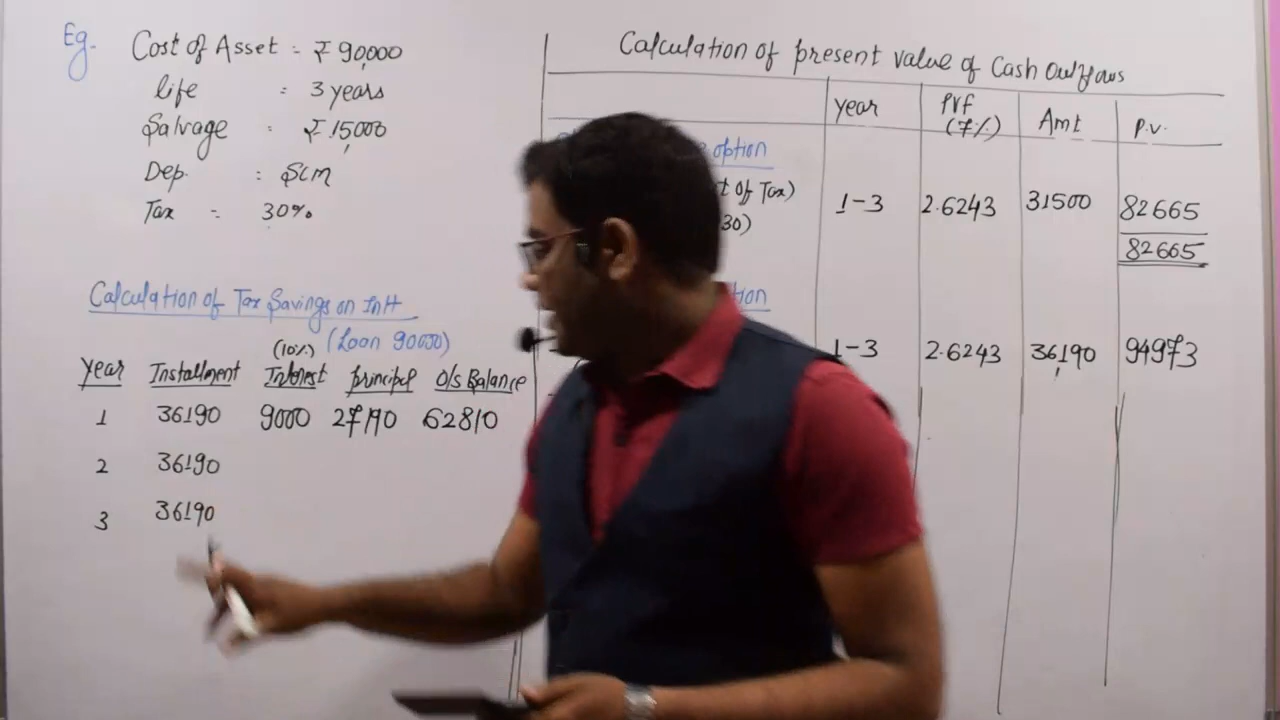 Eg. Cost of Asset = ₹ 90,000
life = 3 years
Salvage = ₹ 15,000
Dep. : SLM
Tax = 30%
Calculation of Tax Savings on Intt
(Loan 90000)
(10%)
Year Installment Interest principal O/s Balance
1 36190 9000 27190 62810
2 36190
3 36190
Calculation of present value of Cash Outflows
year PVF (7%) Amt P.V.
option
of Tax) 1-3 2.6243 31500 82665
30) 82665
1-3 2.6243 36190 94973